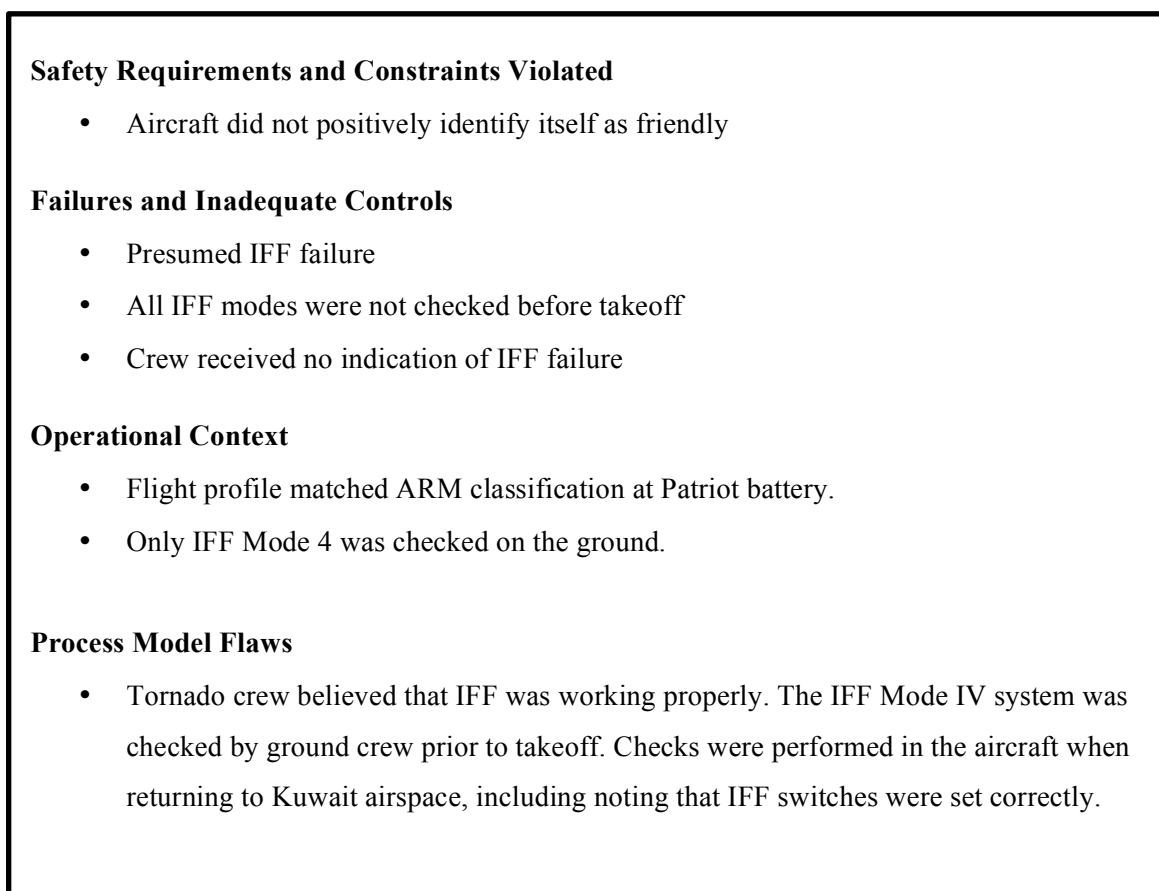 Safety Requirements and Constraints Violated
• Aircraft did not positively identify itself as friendly
Failures and Inadequate Controls
• Presumed IFF failure
• All IFF modes were not checked before takeoff
• Crew received no indication of IFF failure
Operational Context
• Flight profile matched ARM classification at Patriot battery.
• Only IFF Mode 4 was checked on the ground.
Process Model Flaws
• Tornado crew believed that IFF was working properly. The IFF Mode IV system was
checked by ground crew prior to takeoff. Checks were performed in the aircraft when
returning to Kuwait airspace, including noting that IFF switches were set correctly.